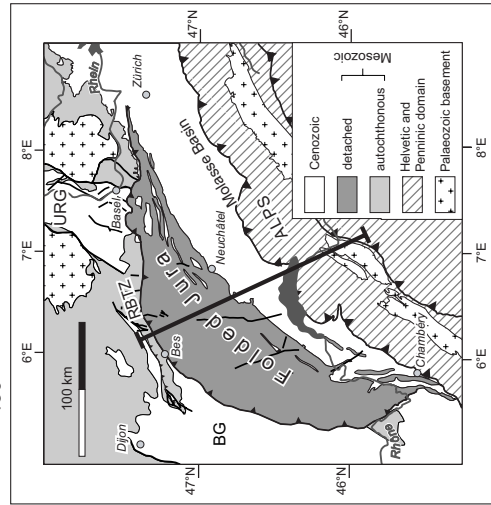 6°E
7°E
8°E
47°N
47°N
46°N
46°N
6°E
7°E
8°E
100 km
Dijon
BG
Bes
RBTZ
URG
Basel
Rhein
Zürich
Neuchâtel
Folded Jura
Molasse Basin
ALPS
Chambéry
Rhône
Cenozoic
detached
autochthonous
Mesozoic
Helvetic and
Penninic domain
Palaeozoic basement